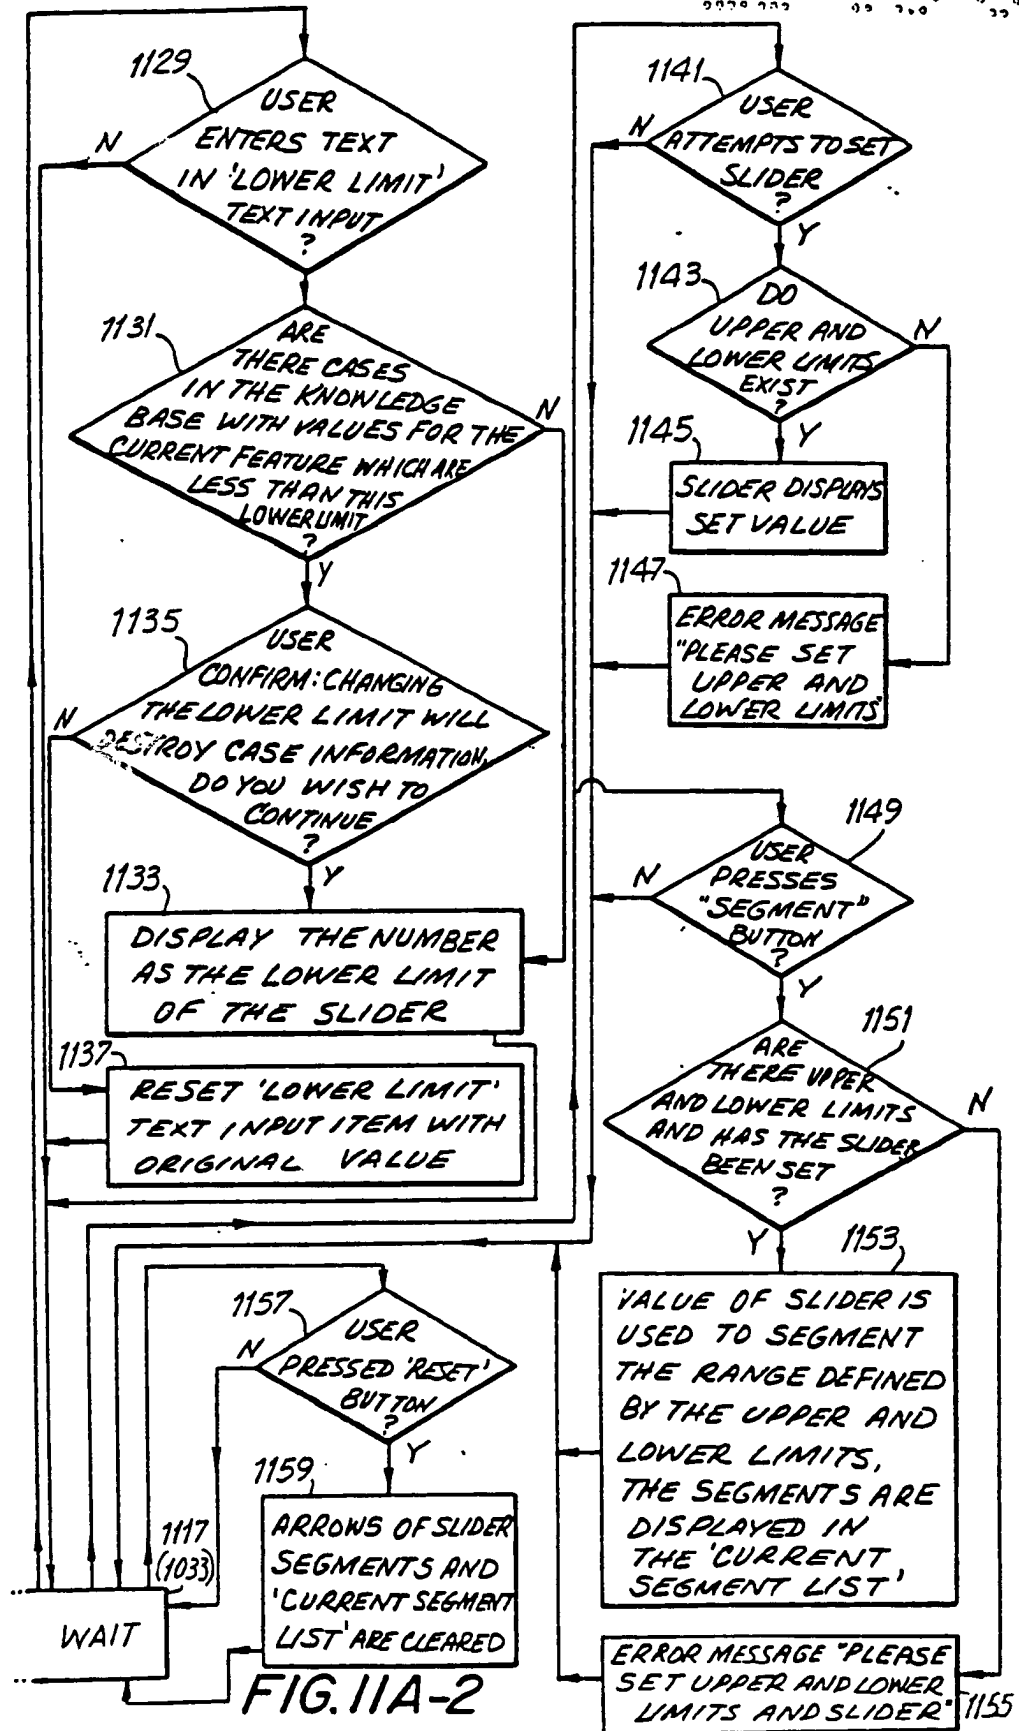 1129
USER
ENTERS TEXT
IN 'LOWER LIMIT'
TEXT INPUT
?
N
1131
ARE
THERE CASES
IN THE KNOWLEDGE
BASE WITH VALUES FOR THE
CURRENT FEATURE WHICH ARE
LESS THAN THIS
LOWER LIMIT
?
N
Y
1135
USER
CONFIRM: CHANGING
THE LOWER LIMIT WILL
DESTROY CASE INFORMATION,
DO YOU WISH TO
CONTINUE
?
N
Y
1133
DISPLAY THE NUMBER
AS THE LOWER LIMIT
OF THE SLIDER
1137
RESET 'LOWER LIMIT'
TEXT INPUT ITEM WITH
ORIGINAL VALUE
1141
USER
ATTEMPTS TO SET
SLIDER
?
N
Y
1143
DO
UPPER AND
LOWER LIMITS
EXIST
?
N
Y
1145
SLIDER DISPLAYS
SET VALUE
1147
ERROR MESSAGE
"PLEASE SET
UPPER AND
LOWER LIMITS"
1149
USER
PRESSES
"SEGMENT"
BUTTON
?
N
Y
1151
ARE
THERE UPPER
AND LOWER LIMITS
AND HAS THE SLIDER
BEEN SET
?
N
Y
1153
VALUE OF SLIDER IS
USED TO SEGMENT
THE RANGE DEFINED
BY THE UPPER AND
LOWER LIMITS,
THE SEGMENTS ARE
DISPLAYED IN
THE 'CURRENT
SEGMENT LIST'
ERROR MESSAGE "PLEASE
SET UPPER AND LOWER
LIMITS AND SLIDER"
1155
1157
USER
PRESSED 'RESET'
BUTTON
?
N
Y
1159
ARROWS OF SLIDER
SEGMENTS AND
'CURRENT SEGMENT
LIST' ARE CLEARED
1117
(1033)
WAIT
FIG. 11A-2